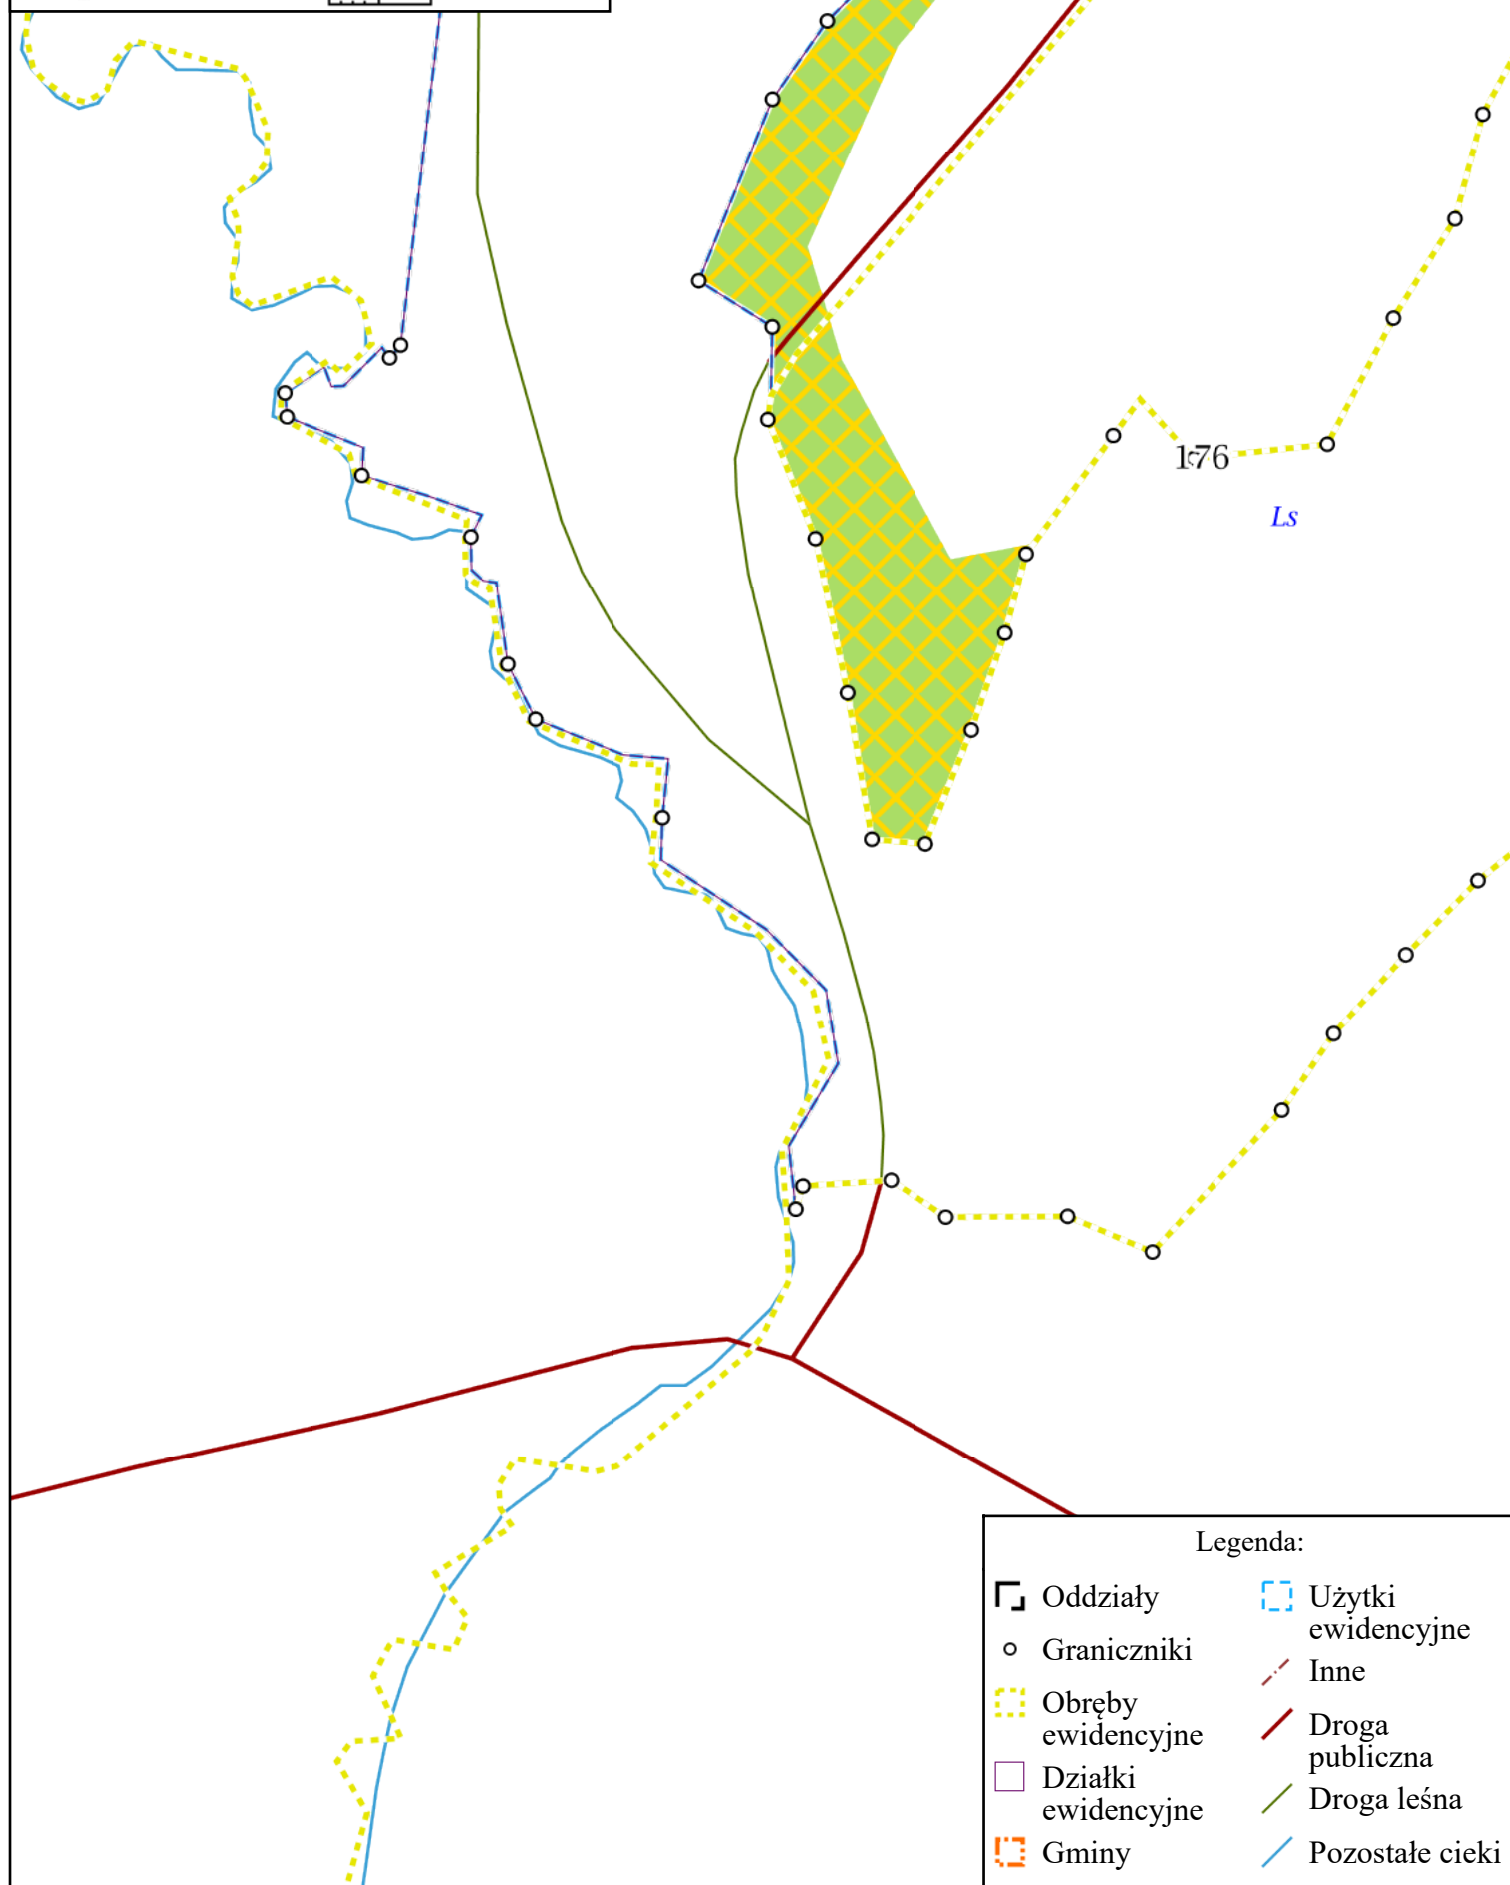 176
Ls
Legenda:
Oddziały
Graniczniki
Obręby
ewidencyjne
Działki
ewidencyjne
Gminy
Użytki
ewidencyjne
Inne
Droga
publiczna
Droga leśna
Pozostałe cieki